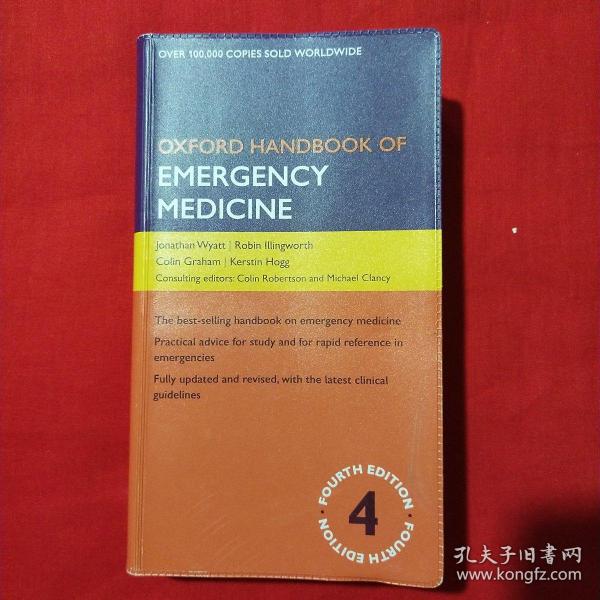 OVER 100,000 COPIES SOLD WORLDWIDE
OXFORD HANDBOOK OF
EMERGENCY
MEDICINE
Jonathan Wyatt | Robin Illingworth
Colin Graham | Kerstin Hogg
Consulting editors: Colin Robertson and Michael Clancy
The best-selling handbook on emergency medicine
Practical advice for study and for rapid reference in
emergencies
Fully updated and revised, with the latest clinical
guidelines
FOURTH EDITION · FOURTH EDITION ·
4
孔夫子旧书网
www.kongfz.com